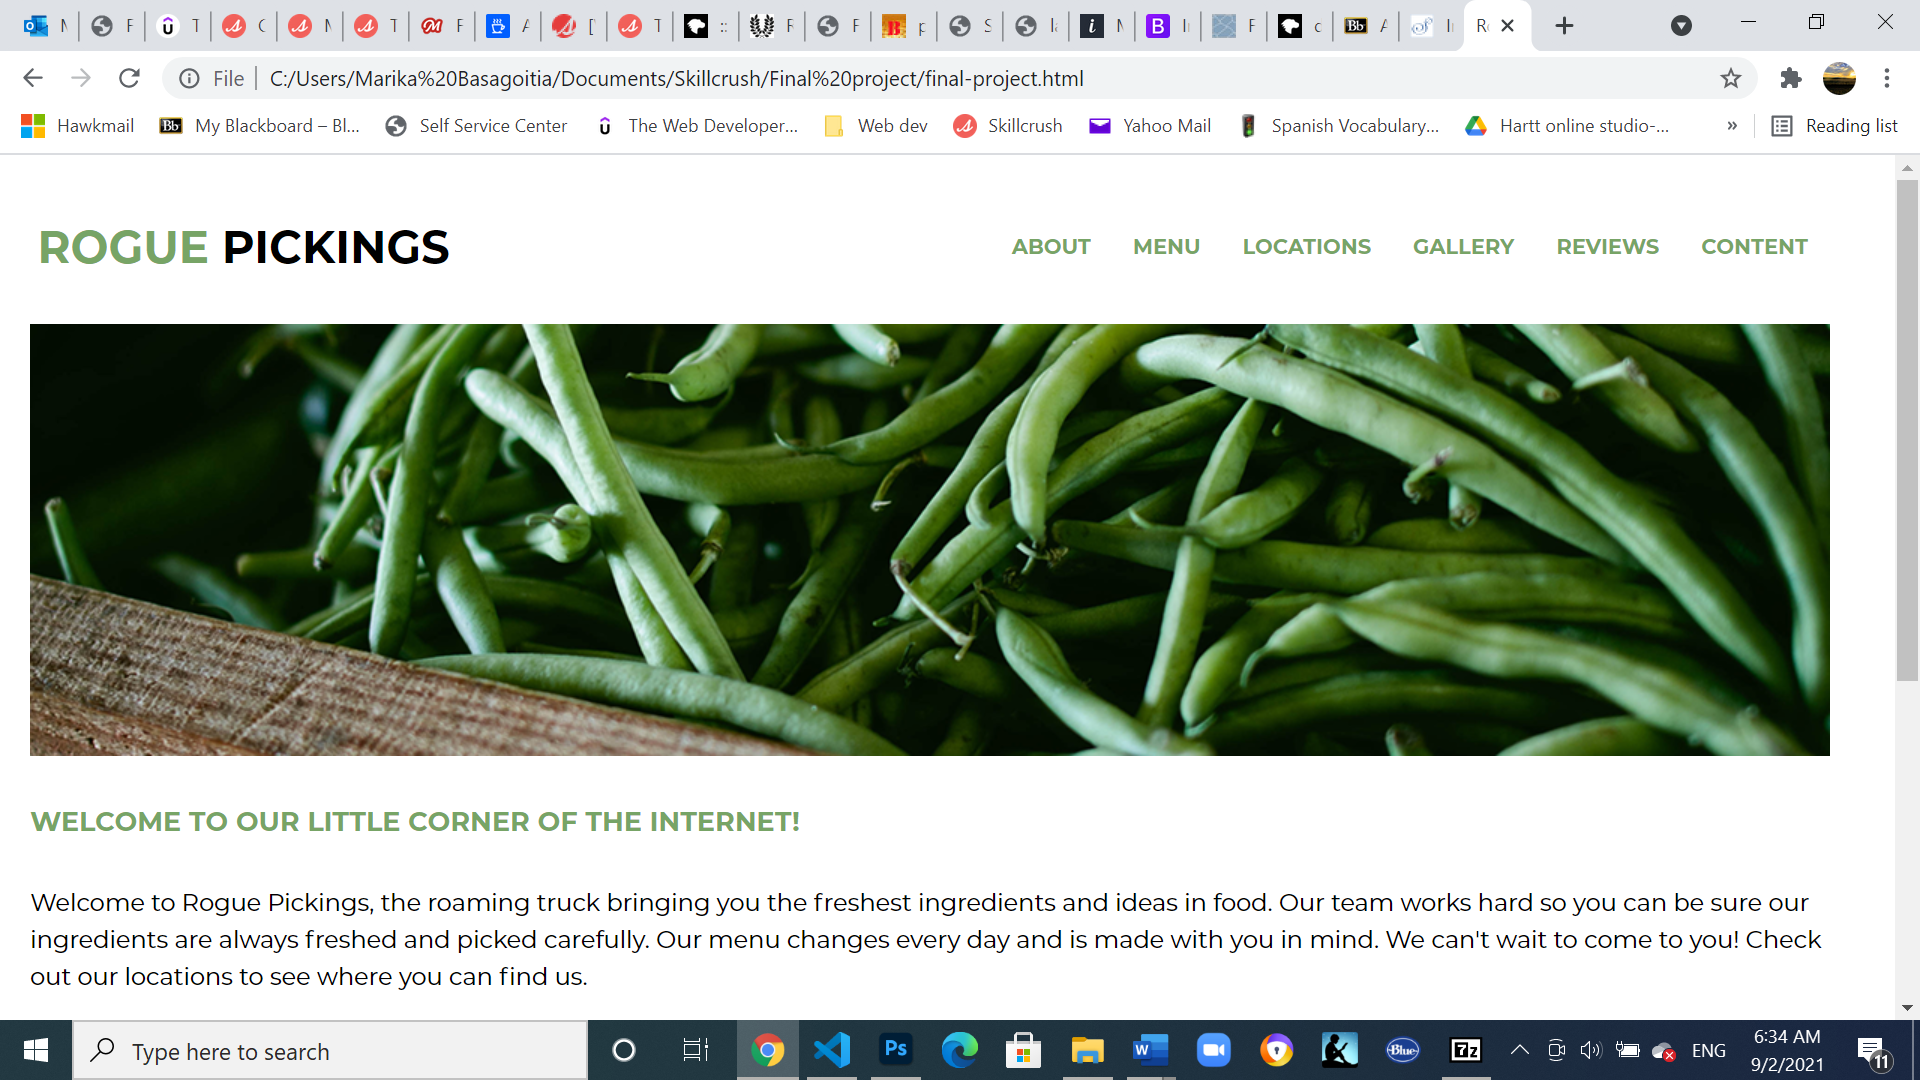 File
C:/Users/Marika%20Basagoitia/Documents/Skillcrush/Final%20project/final-project.html
Hawkmail
My Blackboard – Bl...
Self Service Center
The Web Developer...
Web dev
Skillcrush
Yahoo Mail
Spanish Vocabulary...
Hartt online studio-...
»
Reading list
ROGUE PICKINGS
ABOUT MENU LOCATIONS GALLERY REVIEWS CONTENT
WELCOME TO OUR LITTLE CORNER OF THE INTERNET!
Welcome to Rogue Pickings, the roaming truck bringing you the freshest ingredients and ideas in food. Our team works hard so you can be sure our
ingredients are always freshed and picked carefully. Our menu changes every day and is made with you in mind. We can't wait to come to you! Check
out our locations to see where you can find us.
Type here to search
Ps
W
Blue
7z
ENG
6:34 AM
9/2/2021
11